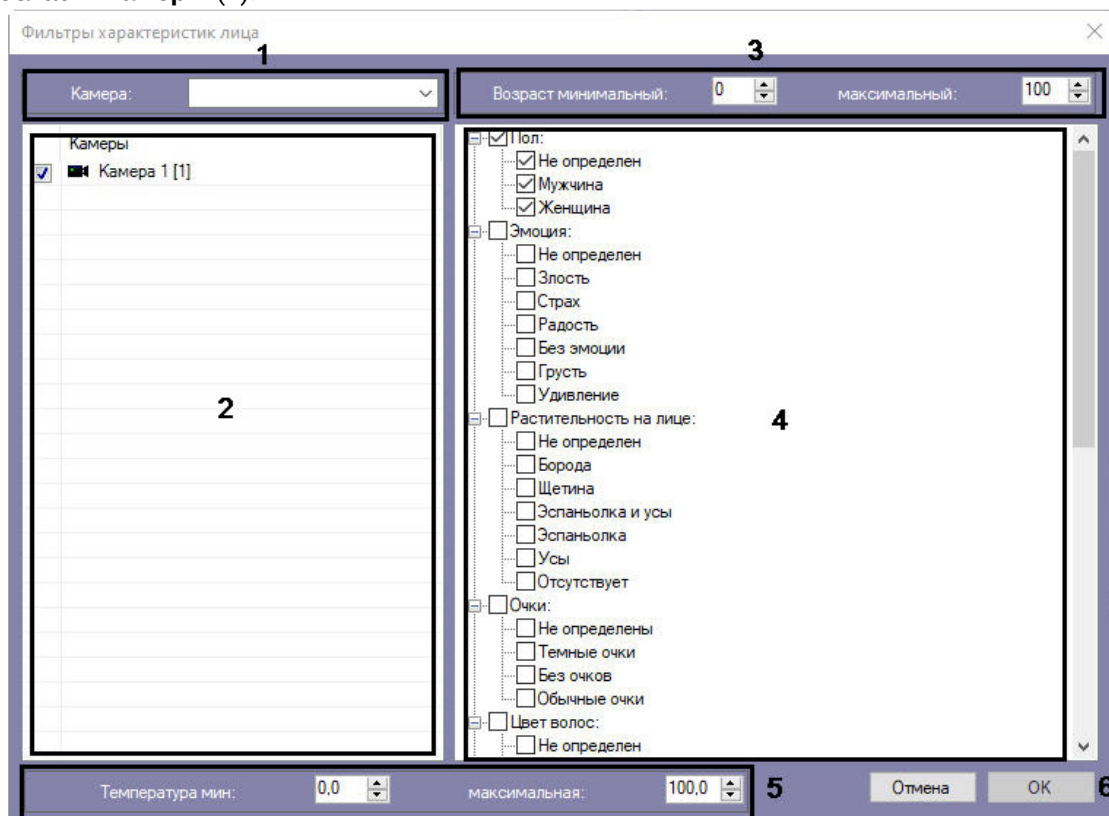 Фильтры характеристик лица
1
3
Камера:
Возраст минимальный: 0 максимальный: 100
Камеры
Камера 1 [1]
2
Пол:
Не определен
Мужчина
Женщина
Эмоция:
Не определен
Злость
Страх
Радость
Без эмоции
Грусть
Удивление
Растительность на лице:
4
Не определен
Борода
Щетина
Эспаньолка и усы
Эспаньолка
Усы
Отсутствует
Очки:
Не определены
Темные очки
Без очков
Обычные очки
Цвет волос:
Не определен
Температура мин: 0,0 максимальная: 100,0
5
Отмена
OK
6